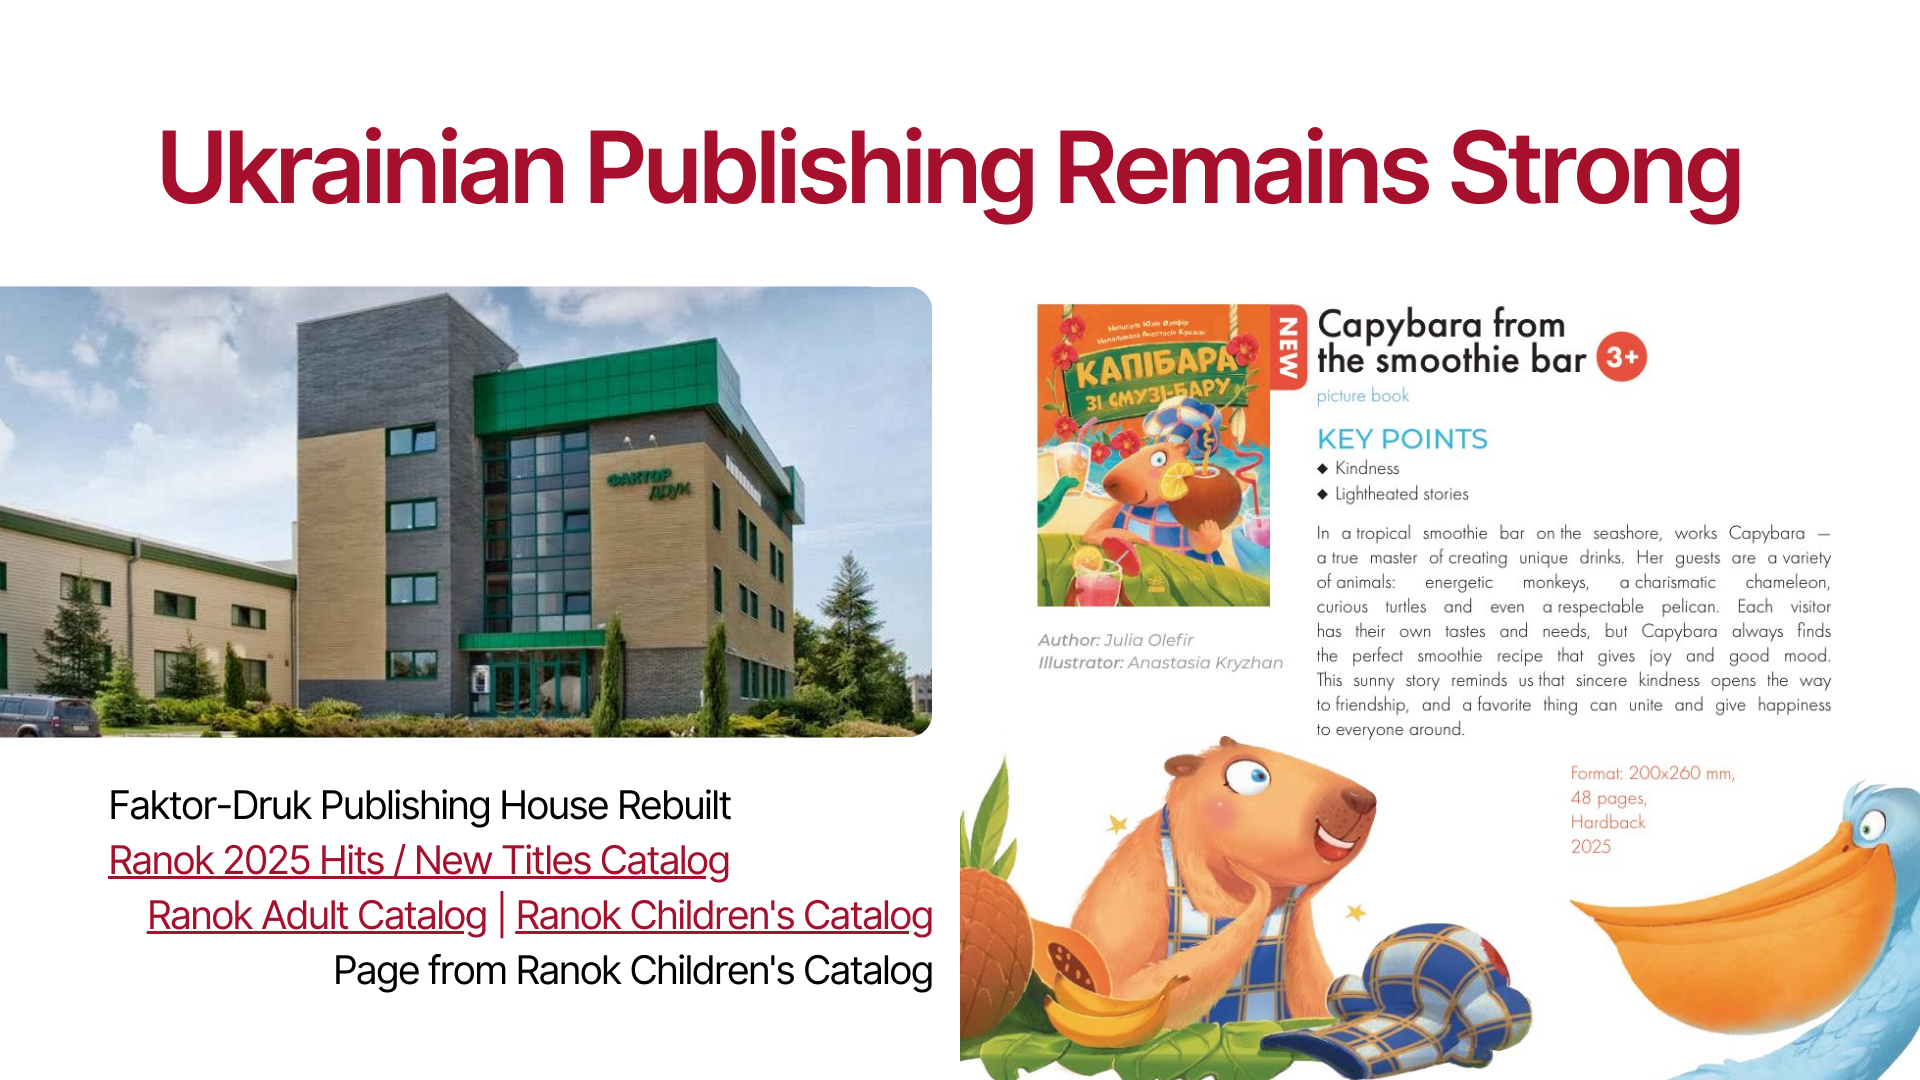 Ukrainian Publishing Remains Strong
ФАКТОР
ДРУК
Faktor-Druk Publishing House Rebuilt
Ranok 2025 Hits / New Titles Catalog
Ranok Adult Catalog | Ranok Children's Catalog
Page from Ranok Children's Catalog
Написала Юлія Олефір
Намалювала Анастасія Крижан
КАПІБАРА
ЗІ СМУЗІ-БАРУ
NEW
Author: Julia Olefir
Illustrator: Anastasia Kryzhan
Capybara from
the smoothie bar 3+
picture book
KEY POINTS
◆ Kindness
◆ Lightheated stories
In a tropical smoothie bar on the seashore, works Capybara —
a true master of creating unique drinks. Her guests are a variety
of animals: energetic monkeys, a charismatic chameleon,
curious turtles and even a respectable pelican. Each visitor
has their own tastes and needs, but Capybara always finds
the perfect smoothie recipe that gives joy and good mood.
This sunny story reminds us that sincere kindness opens the way
to friendship, and a favorite thing can unite and give happiness
to everyone around.
Format: 200x260 mm,
48 pages,
Hardback
2025